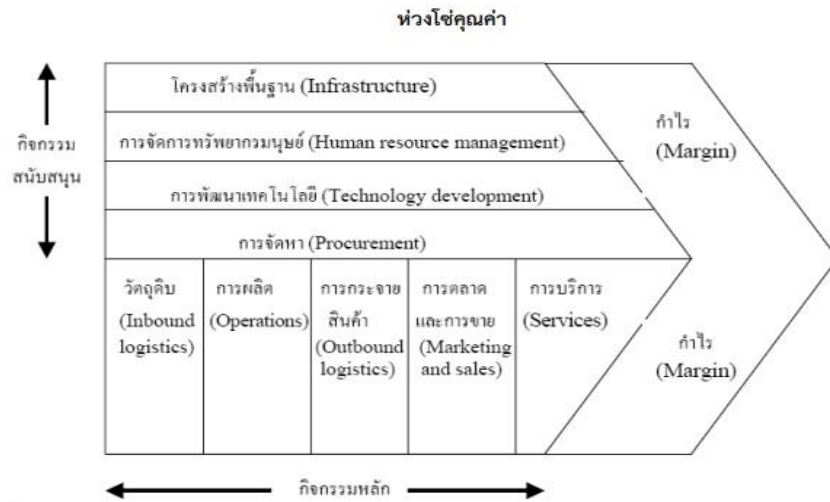 ห่วงโซ่คุณค่า
โครงสร้างพื้นฐาน (Infrastructure)
การจัดการทรัพยากรมนุษย์ (Human resource management)
การพัฒนาเทคโนโลยี (Technology development)
การจัดหา (Procurement)
กิจกรรม
สนับสนุน
กำไร
(Margin)
วัตถุดิบ
(Inbound
logistics)
การผลิต
(Operations)
การกระจาย
สินค้า
(Outbound
logistics)
การตลาด
และการขาย
(Marketing
and sales)
การบริการ
(Services)
กำไร
(Margin)
กิจกรรมหลัก